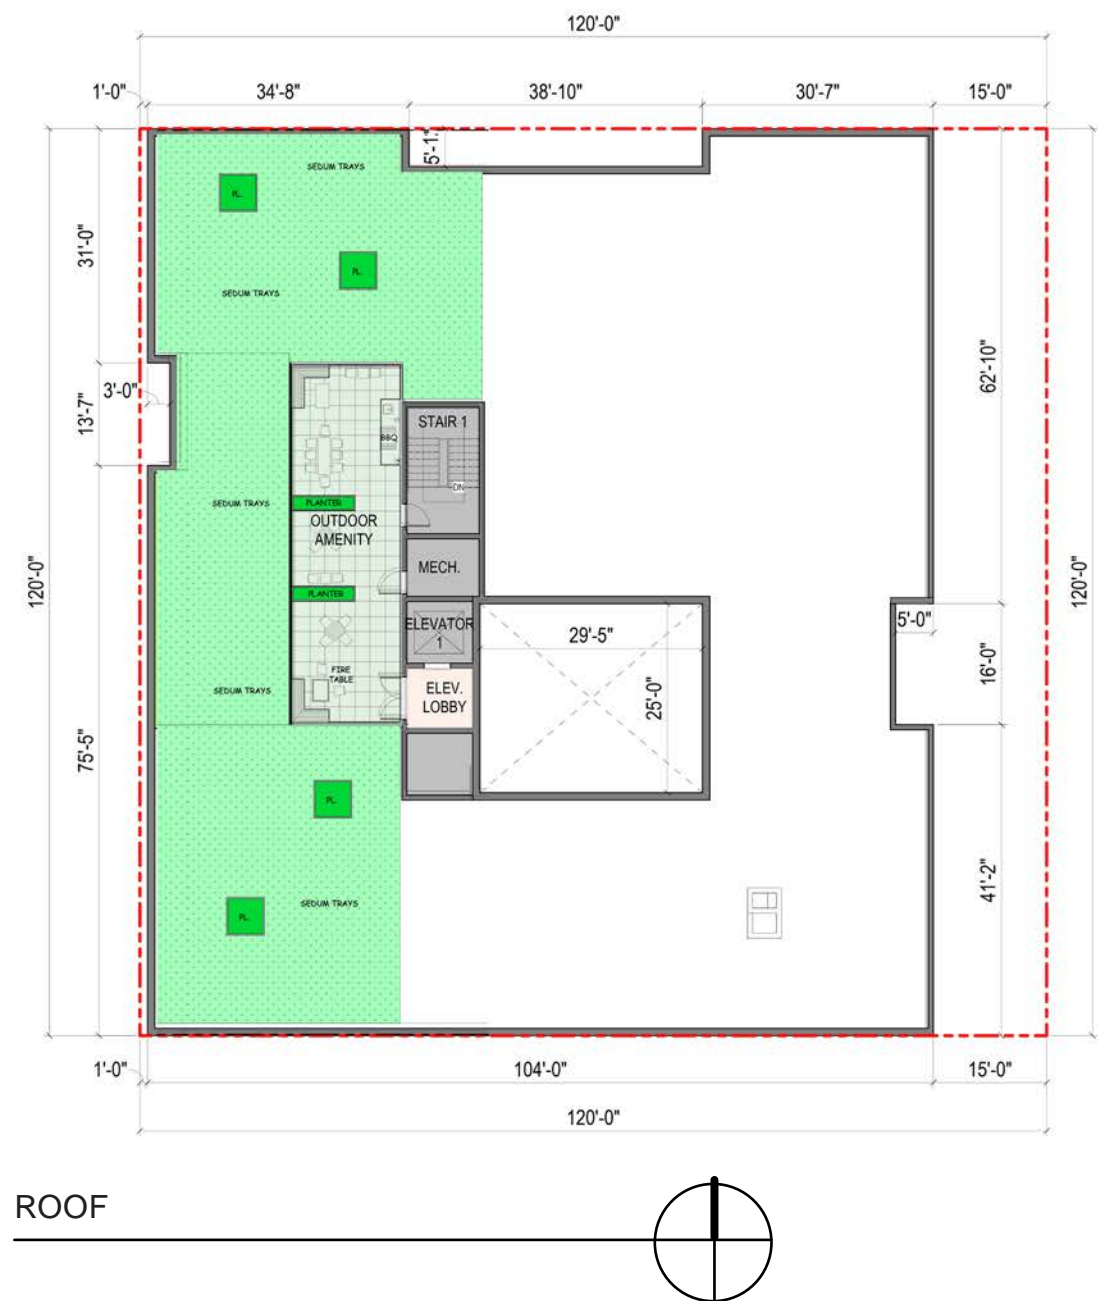 120'-0"
1'-0"
34'-8"
38'-10"
30'-7"
15'-0"
SEDUM TRAYS
PL.
31'-0"
PL.
SEDUM TRAYS
62'-10"
3'-0"
13'-7"
STAIR 1
BBQ
DN
SEDUM TRAYS
PLANTER
OUTDOOR
AMENITY
MECH.
120'-0"
120'-0"
PLANTER
ELEVATOR
1
29'-5"
5'-0"
16'-0"
FIRE
TABLE
SEDUM TRAYS
ELEV.
LOBBY
25'-0"
75'-5"
PL.
41'-2"
SEDUM TRAYS
PL.
1'-0"
104'-0"
15'-0"
120'-0"
ROOF